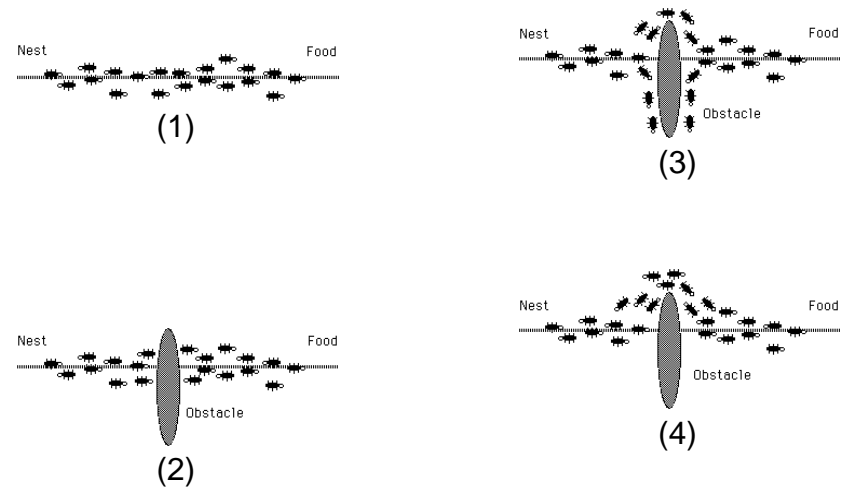 Nest Food
(1)
Nest Food
Obstacle
(2)
Nest Food
Obstacle
(3)
Nest Food
Obstacle
(4)